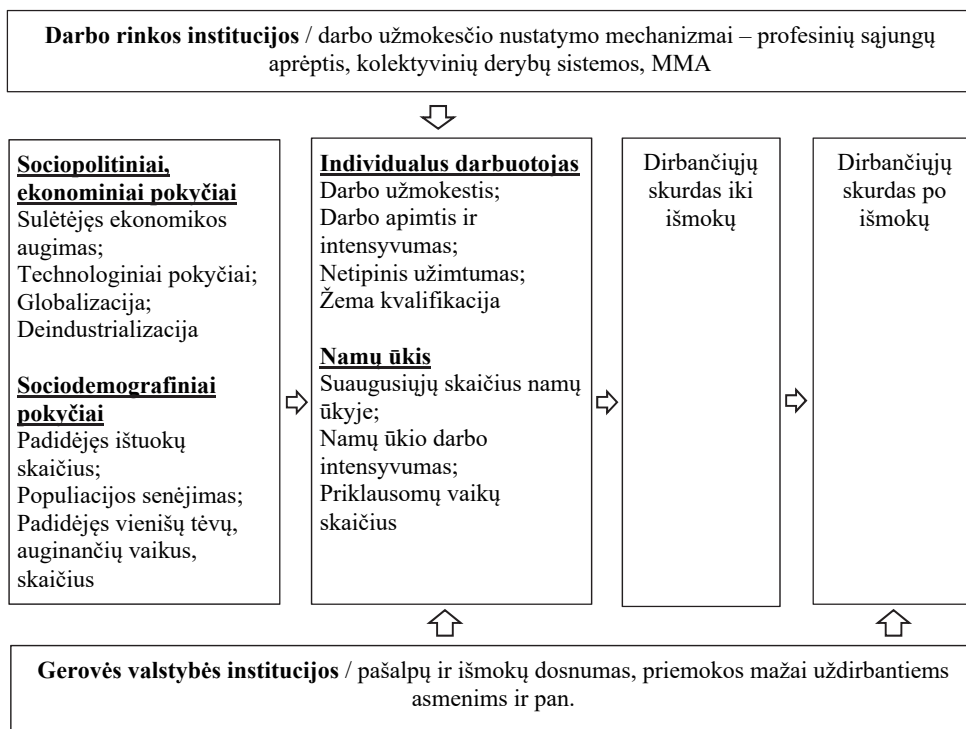 Darbo rinkos institucijos / darbo užmokesčio nustatymo mechanizmai – profesinių sąjungų
aprėptis, kolektyvinių derybų sistemos, MMA
Sociopolitiniai,
ekonominiai pokyčiai
Sulėtėjęs ekonomikos
augimas;
Technologiniai pokyčiai;
Globalizacija;
Deindustrializacija
Sociodemografiniai
pokyčiai
Padidėjęs ištuokų
skaičius;
Populiacijos senėjimas;
Padidėjęs vienišų tėvų,
auginančių vaikus,
skaičius
Individualus darbuotojas
Darbo užmokestis;
Darbo apimtis ir
intensyvumas;
Netipinis užimtumas;
Žema kvalifikacija
Namų ūkis
Suaugusiųjų skaičius namų
ūkyje;
Namų ūkio darbo
intensyvumas;
Priklausomų vaikų
skaičius
Dirbančiųjų
skurdas iki
išmokų
Dirbančiųjų
skurdas po
išmokų
Gerovės valstybės institucijos / pašalpų ir išmokų dosnumas, priemokos mažai uždirbantiems
asmenims ir pan.